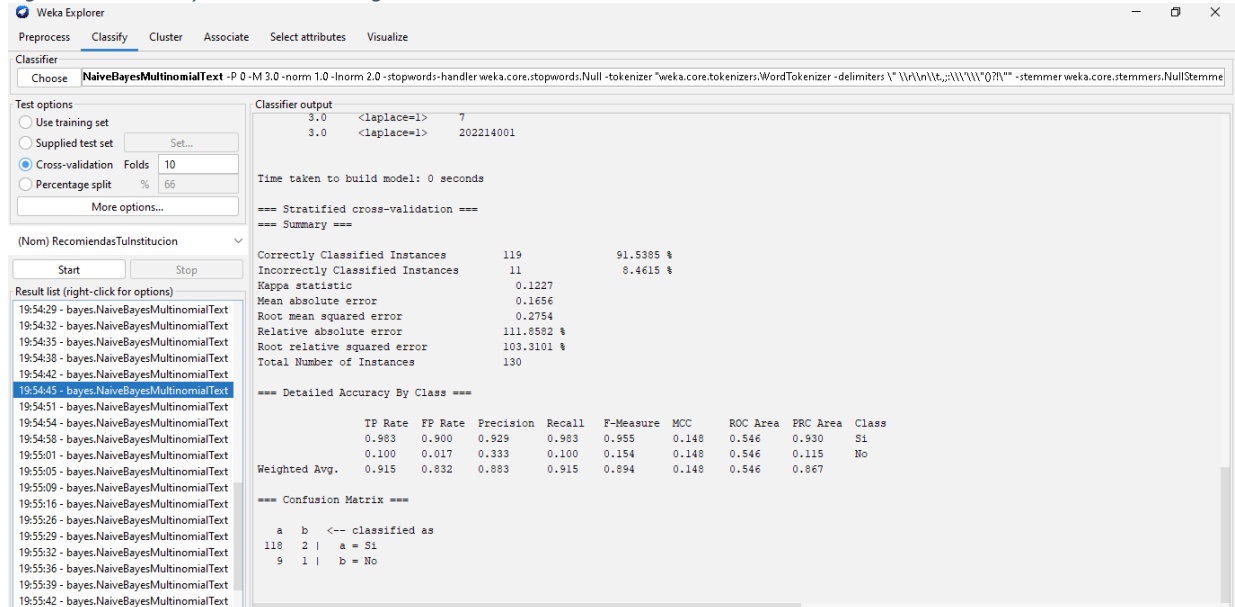 Weka Explorer
Preprocess Classify Cluster Associate Select attributes Visualize
Classifier
Choose NaiveBayesMultinomialText -P 0 -M 3.0 -norm 1.0 -lnorm 2.0 -stopwords-handler weka.core.stopwords.Null -tokenizer "weka.core.tokenizers.WordTokenizer -delimiters \" \\r\\n\\t.,;:\\\'\\\"()?!\"" -stemmer weka.core.stemmers.NullStemme
Test options
Use training set
Supplied test set Set...
Cross-validation Folds 10
Percentage split % 66
More options...
(Nom) RecomiendasTuInstitucion
Start Stop
Result list (right-click for options)
19:54:29 - bayes.NaiveBayesMultinomialText
19:54:32 - bayes.NaiveBayesMultinomialText
19:54:35 - bayes.NaiveBayesMultinomialText
19:54:38 - bayes.NaiveBayesMultinomialText
19:54:42 - bayes.NaiveBayesMultinomialText
19:54:45 - bayes.NaiveBayesMultinomialText
19:54:51 - bayes.NaiveBayesMultinomialText
19:54:54 - bayes.NaiveBayesMultinomialText
19:54:58 - bayes.NaiveBayesMultinomialText
19:55:01 - bayes.NaiveBayesMultinomialText
19:55:05 - bayes.NaiveBayesMultinomialText
19:55:09 - bayes.NaiveBayesMultinomialText
19:55:16 - bayes.NaiveBayesMultinomialText
19:55:26 - bayes.NaiveBayesMultinomialText
19:55:29 - bayes.NaiveBayesMultinomialText
19:55:32 - bayes.NaiveBayesMultinomialText
19:55:36 - bayes.NaiveBayesMultinomialText
19:55:39 - bayes.NaiveBayesMultinomialText
19:55:42 - bayes.NaiveBayesMultinomialText
Classifier output
3.0 <laplace=1> 7
3.0 <laplace=1> 202214001
Time taken to build model: 0 seconds
=== Stratified cross-validation ===
=== Summary ===
Correctly Classified Instances 119 91.5385 %
Incorrectly Classified Instances 11 8.4615 %
Kappa statistic 0.1227
Mean absolute error 0.1656
Root mean squared error 0.2754
Relative absolute error 111.8582 %
Root relative squared error 103.3101 %
Total Number of Instances 130
=== Detailed Accuracy By Class ===
TP Rate FP Rate Precision Recall F-Measure MCC ROC Area PRC Area Class
0.983 0.900 0.929 0.983 0.955 0.148 0.546 0.930 Si
0.100 0.017 0.333 0.100 0.154 0.148 0.546 0.115 No
Weighted Avg. 0.915 0.832 0.883 0.915 0.894 0.148 0.546 0.867
=== Confusion Matrix ===
a b <-- classified as
118 2 | a = Si
9 1 | b = No